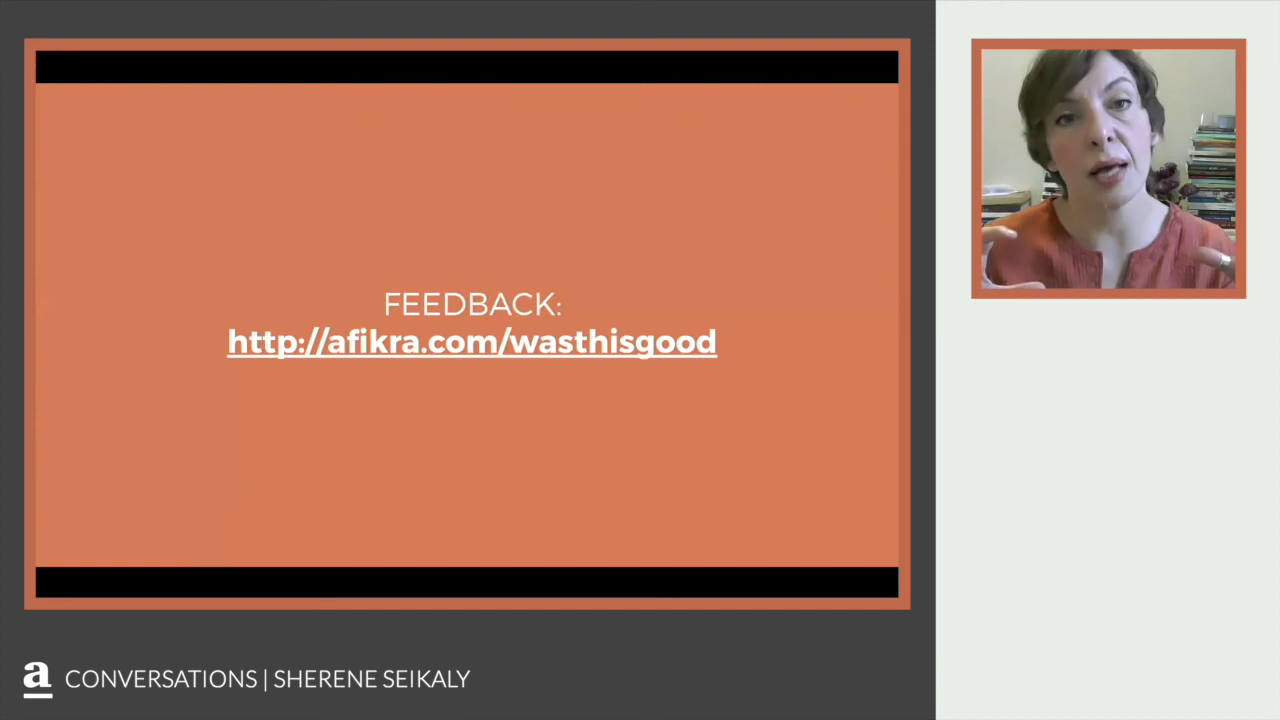 FEEDBACK:
http://afikra.com/wasthisgood
a CONVERSATIONS | SHERENE SEIKALY